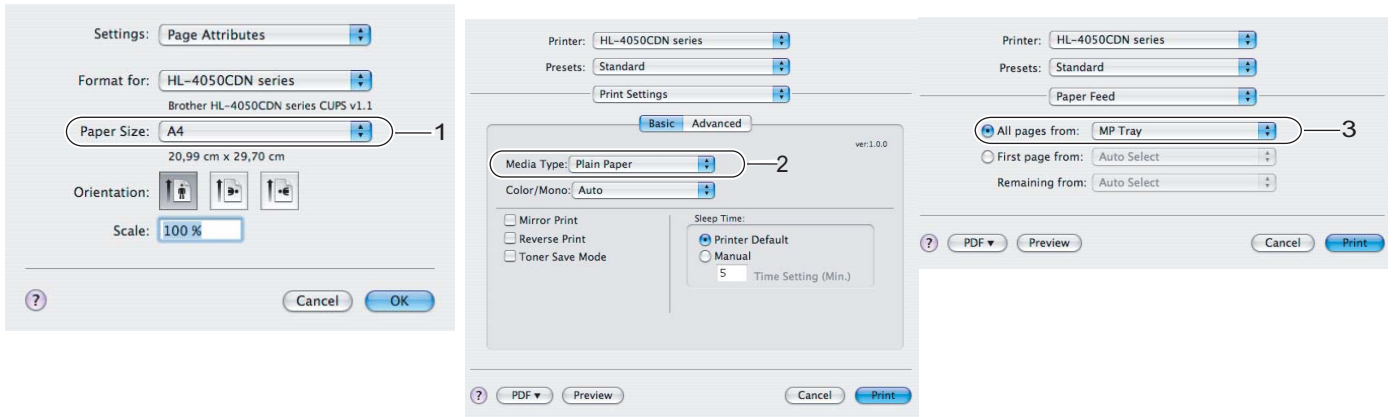 Settings: Page Attributes
Format for: HL-4050CDN series
Brother HL-4050CDN series CUPS v1.1
Paper Size: A4 1
20,99 cm x 29,70 cm
Orientation:
Scale: 100 %
? Cancel OK
Printer: HL-4050CDN series
Presets: Standard
Print Settings
Basic Advanced
ver:1.0.0
Media Type: Plain Paper 2
Color/Mono: Auto
Mirror Print
Reverse Print
Toner Save Mode
Sleep Time:
Printer Default
Manual
5 Time Setting (Min.)
? PDF ▾ Preview Cancel Print
Printer: HL-4050CDN series
Presets: Standard
Paper Feed
All pages from: MP Tray 3
First page from: Auto Select
Remaining from: Auto Select
? PDF ▾ Preview Cancel Print